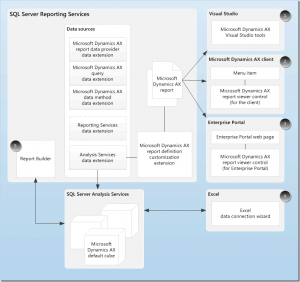 SQL Server Reporting Services
Data sources
Microsoft Dynamics AX
report data provider
data extension
Microsoft Dynamics AX
query
data extension
Microsoft Dynamics AX
data method
data extension
Reporting Services
data extension
Analysis Services
data extension
Microsoft
Dynamics AX
report
Microsoft
Dynamics AX
report definition
customization
extension
Report Builder
SQL Server Analysis Services
Microsoft
Dynamics AX
default cube
Visual Studio
Microsoft Dynamics AX
Visual Studio tools
Microsoft Dynamics AX client
Menu item
Microsoft Dynamics AX
report viewer control
(for the client)
Enterprise Portal
Enterprise Portal web page
Microsoft Dynamics AX
report viewer control
(for Enterprise Portal)
Excel
Excel
data connection wizard